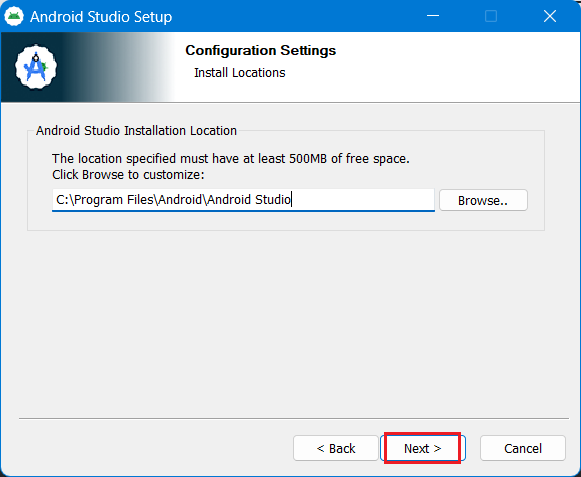 Android Studio Setup
Configuration Settings
Install Locations
Android Studio Installation Location
The location specified must have at least 500MB of free space.
Click Browse to customize:
C:\Program Files\Android\Android Studio
Browse..
< Back
Next >
Cancel